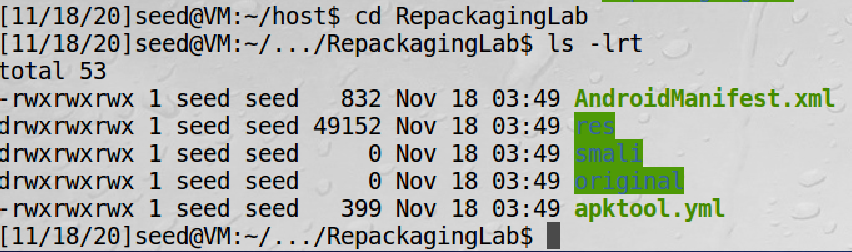 [11/18/20]seed@VM:~/host$ cd RepackagingLab
[11/18/20]seed@VM:~/.../RepackagingLab$ ls -lrt
total 53
-rwxrwxrwx 1 seed seed   832 Nov 18 03:49 AndroidManifest.xml
drwxrwxrwx 1 seed seed 49152 Nov 18 03:49 res
drwxrwxrwx 1 seed seed     0 Nov 18 03:49 smali
drwxrwxrwx 1 seed seed     0 Nov 18 03:49 original
-rwxrwxrwx 1 seed seed   399 Nov 18 03:49 apktool.yml
[11/18/20]seed@VM:~/.../RepackagingLab$